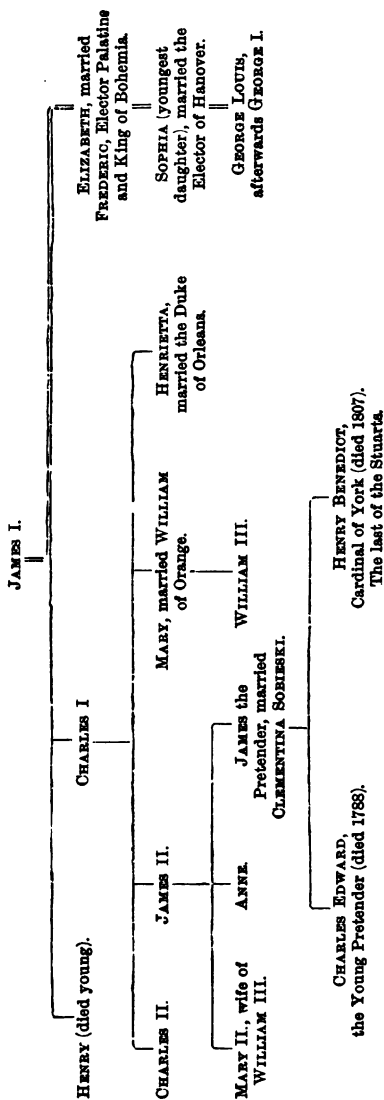 JAMES I.
HENRY (died young).
CHARLES I
ELIZABETH, married
FREDERIC, Elector Palatine
and King of Bohemia.
CHARLES II.
JAMES II.
MARY, married WILLIAM
of Orange.
HENRIETTA,
married the Duke
of Orleans.
SOPHIA (youngest
daughter), married the
Elector of Hanover.
MARY II., wife of
WILLIAM III.
ANNE.
JAMES the
Pretender, married
CLEMENTINA SOBIESKI.
WILLIAM III.
GEORGE LOUIS,
afterwards GEORGE I.
CHARLES EDWARD,
the Young Pretender (died 1788).
HENRY BENEDICT,
Cardinal of York (died 1807).
The last of the Stuarts.